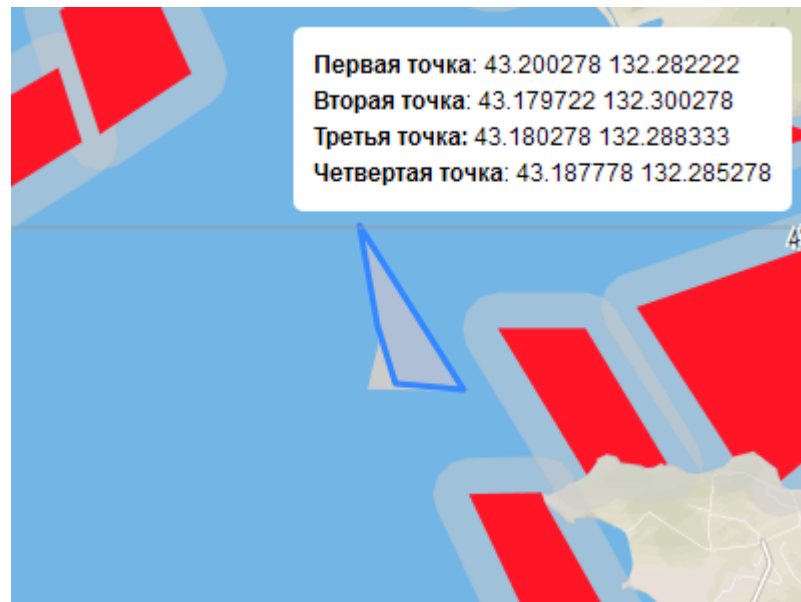 Первая точка: 43.200278 132.282222
Вторая точка: 43.179722 132.300278
Третья точка: 43.180278 132.288333
Четвертая точка: 43.187778 132.285278